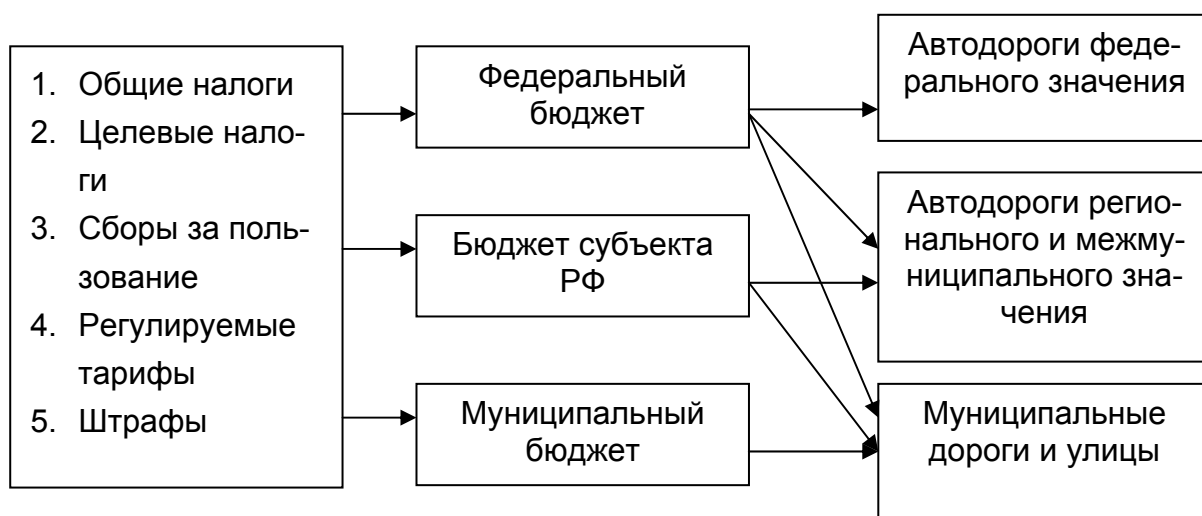 1. Общие налоги
2. Целевые нало-
ги
3. Сборы за поль-
зование
4. Регулируемые
тарифы
5. Штрафы
Федеральный
бюджет
Бюджет субъекта
РФ
Муниципальный
бюджет
Автодороги феде-
рального значения
Автодороги регио-
нального и межму-
ниципального зна-
чения
Муниципальные
дороги и улицы